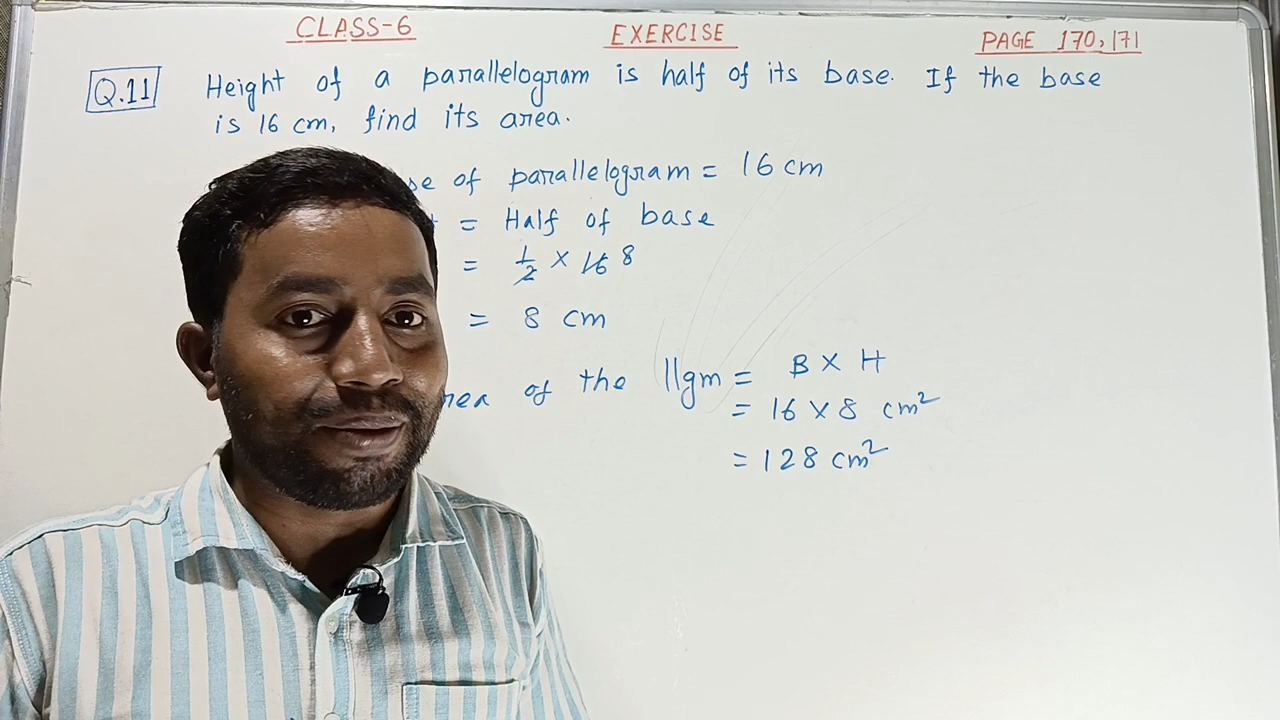 CLASS-6 EXERCISE PAGE 170, 171
Q.11 Height of a parallelogram is half of its base. If the base
is 16 cm, find its area.
of parallelogram = 16 cm
= Half of base
= 1/2 × 16 8
= 8 cm
of the llgm = B × H
= 16 × 8 cm²
= 128 cm²